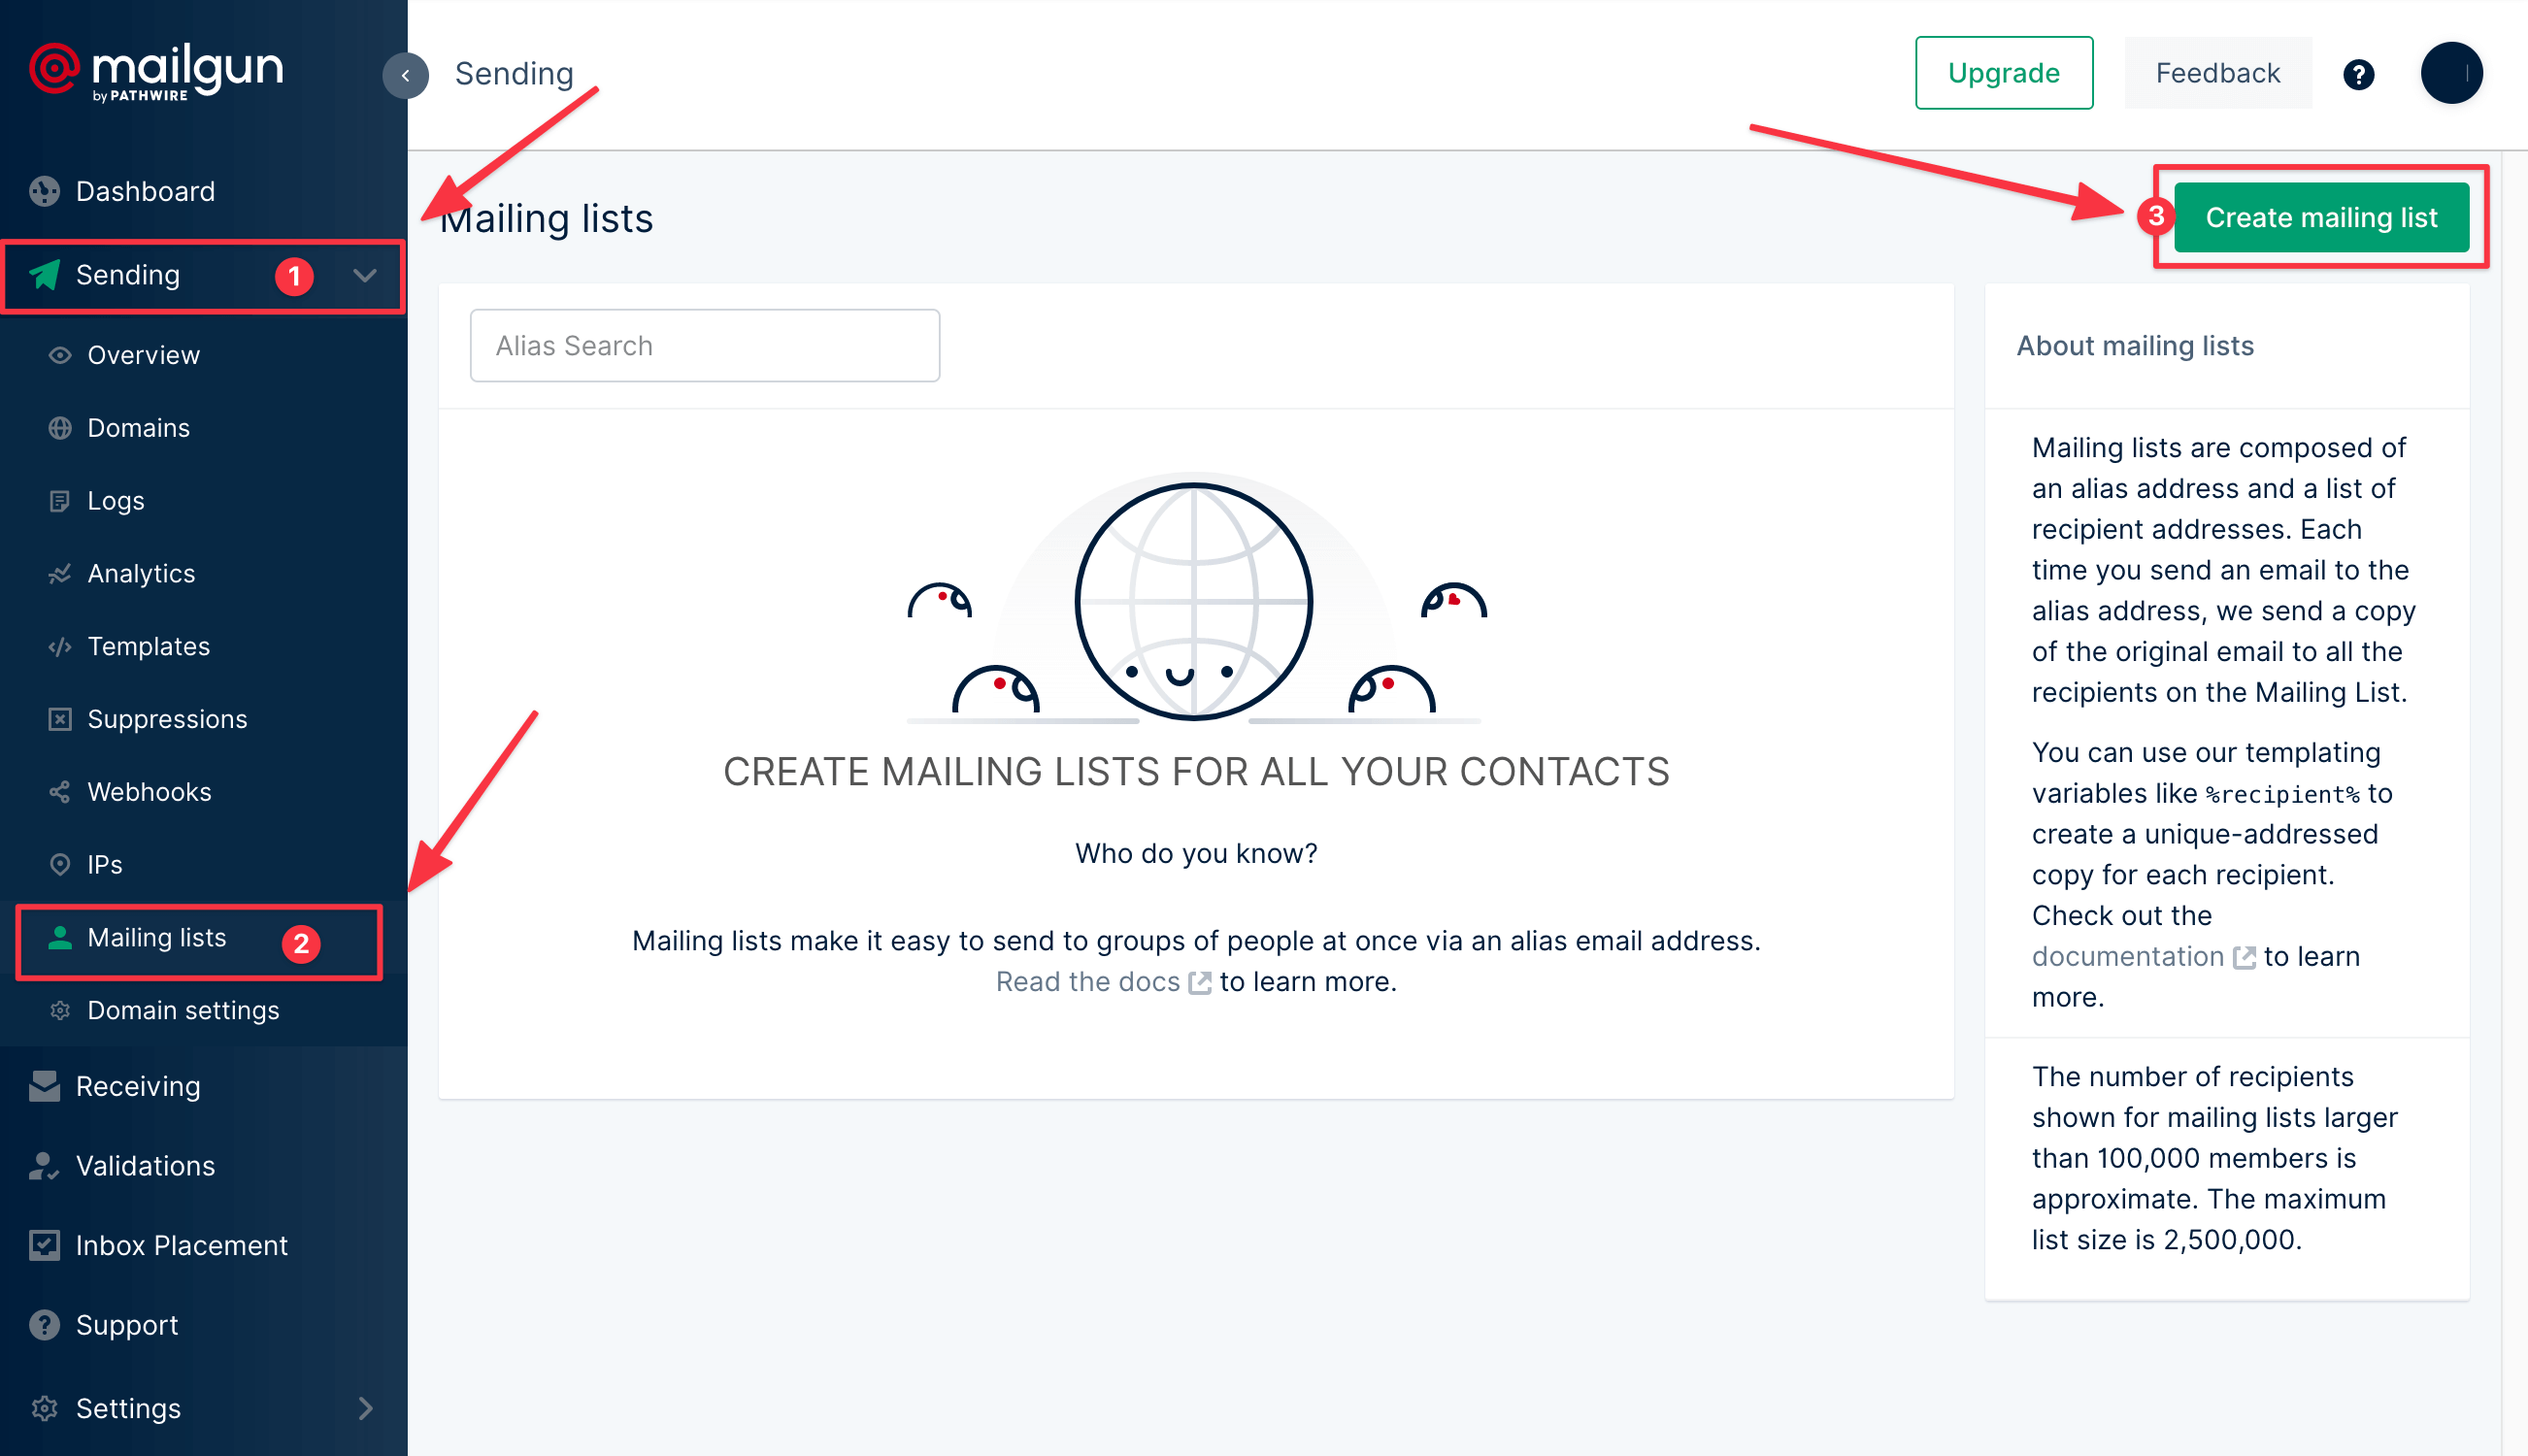 mailgun
by PATHWIRE
Sending
Upgrade
Feedback
?
Dashboard
Sending
1
Overview
Domains
Logs
Analytics
Templates
Suppressions
Webhooks
IPs
Mailing lists
2
Domain settings
Receiving
Validations
Inbox Placement
Support
Settings
Mailing lists
3
Create mailing list
Alias Search
CREATE MAILING LISTS FOR ALL YOUR CONTACTS
Who do you know?
Mailing lists make it easy to send to groups of people at once via an alias email address.
Read the docs to learn more.
About mailing lists
Mailing lists are composed of
an alias address and a list of
recipient addresses. Each
time you send an email to the
alias address, we send a copy
of the original email to all the
recipients on the Mailing List.
You can use our templating
variables like %recipient% to
create a unique-addressed
copy for each recipient.
Check out the
documentation to learn
more.
The number of recipients
shown for mailing lists larger
than 100,000 members is
approximate. The maximum
list size is 2,500,000.